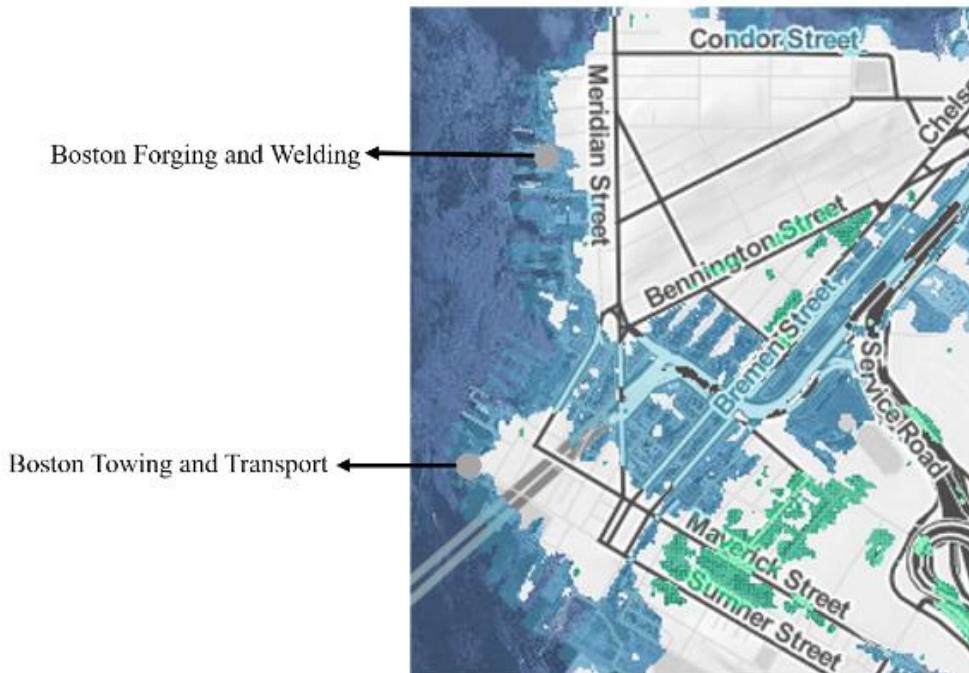 Condor Street
Meridian Street
Chelse
Boston Forging and Welding
Bennington Street
Bremen Street
Service Road
Boston Towing and Transport
Maverick Street
Sumner Street